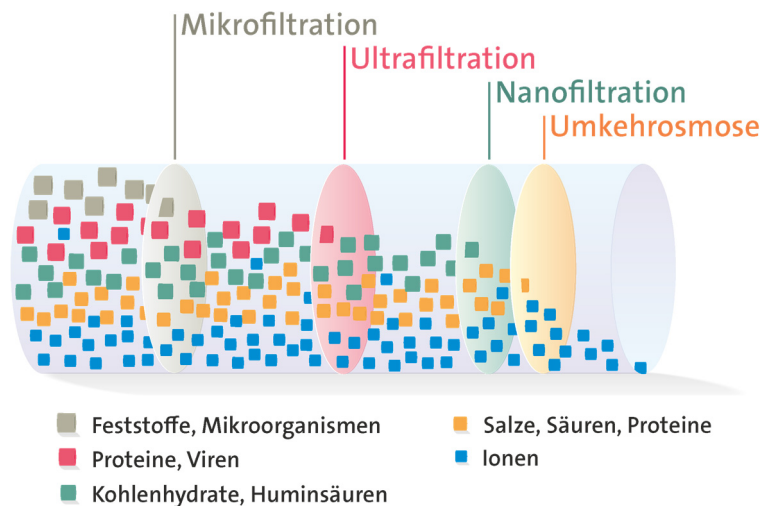 Mikrofiltration
Ultrafiltration
Nanofiltration
Umkehrosmose
Feststoffe, Mikroorganismen
Proteine, Viren
Kohlenhydrate, Huminsäuren
Salze, Säuren, Proteine
Ionen